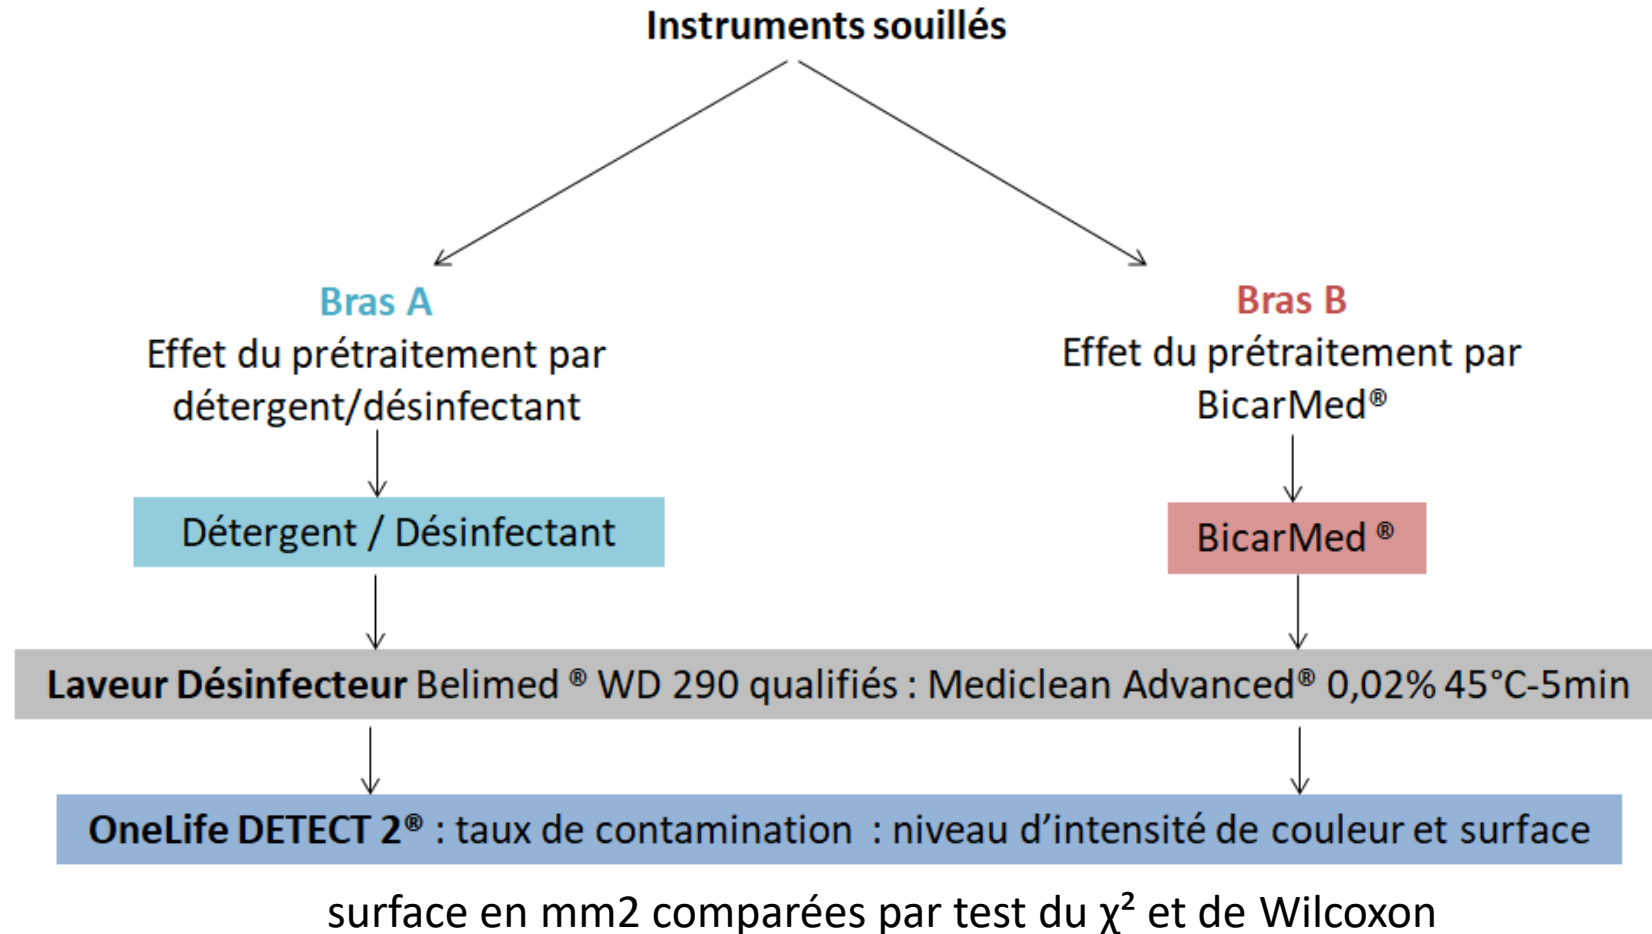 Instruments souillés
Bras A
Effet du prétraitement par
détergent/désinfectant
Détergent / Désinfectant
Bras B
Effet du prétraitement par
BicarMed®
BicarMed ®
Laveur Désinfecteur Belimed ® WD 290 qualifiés : Mediclean Advanced® 0,02% 45°C-5min
OneLife DETECT 2® : taux de contamination : niveau d’intensité de couleur et surface
surface en mm2 comparées par test du χ² et de Wilcoxon